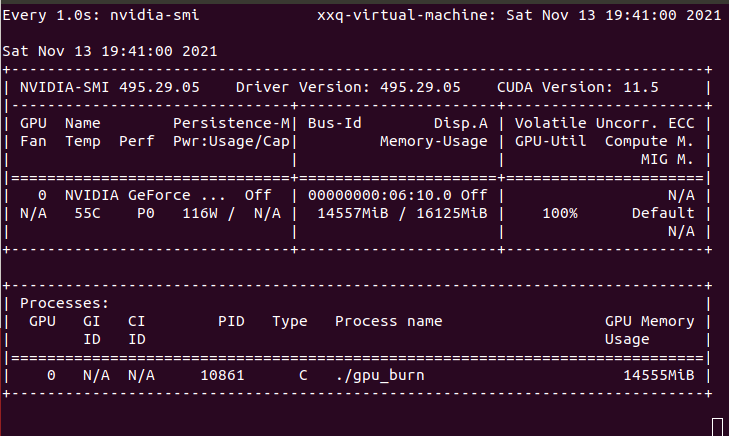 Every 1.0s: nvidia-smi             xxq-virtual-machine: Sat Nov 13 19:41:00 2021

Sat Nov 13 19:41:00 2021
+-----------------------------------------------------------------------------+
| NVIDIA-SMI 495.29.05    Driver Version: 495.29.05    CUDA Version: 11.5     |
|-------------------------------+----------------------+----------------------+
| GPU  Name        Persistence-M| Bus-Id        Disp.A | Volatile Uncorr. ECC |
| Fan  Temp  Perf  Pwr:Usage/Cap|         Memory-Usage | GPU-Util  Compute M. |
|                               |                      |               MIG M. |
|===============================+======================+======================|
|   0  NVIDIA GeForce ...  Off  | 00000000:06:10.0 Off |                  N/A |
| N/A   55C    P0   116W /  N/A |  14557MiB / 16125MiB |    100%      Default |
|                               |                      |                  N/A |
+-------------------------------+----------------------+----------------------+

+-----------------------------------------------------------------------------+
| Processes:                                                                  |
|  GPU   GI   CI        PID   Type   Process name                  GPU Memory |
|        ID   ID                                                   Usage      |
|=============================================================================|
|    0   N/A  N/A     10861      C   ./gpu_burn                      14555MiB |
+-----------------------------------------------------------------------------+